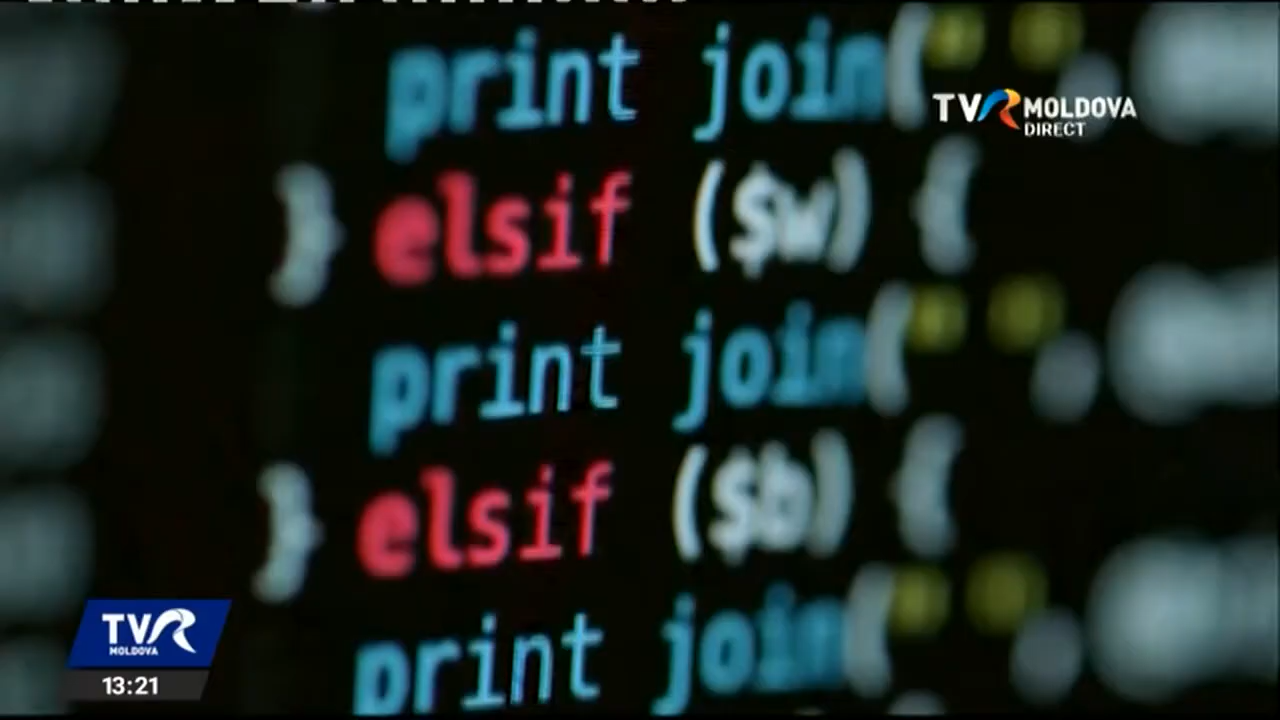 print join(" "
TVR MOLDOVA
DIRECT
} elsif ($w) {
print join(" ",
} elsif ($b) {
print join(" ",
TVR
MOLDOVA
13:21